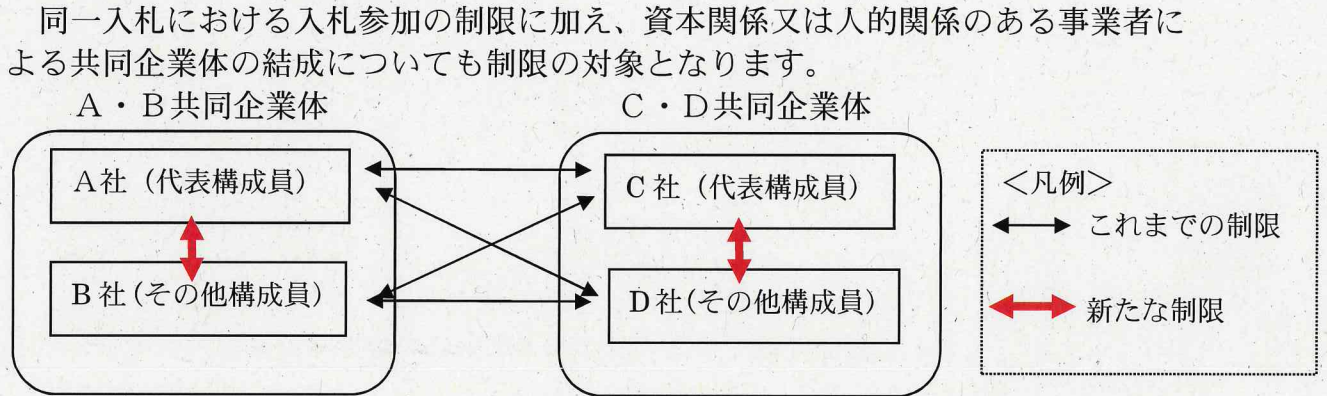 同一入札における入札参加の制限に加え、資本関係又は人的関係のある事業者に
よる共同企業体の結成についても制限の対象となります。
A・B共同企業体
C・D共同企業体
A社（代表構成員）
B社(その他構成員)
C社（代表構成員）
D社(その他構成員)
＜凡例＞
これまでの制限
新たな制限